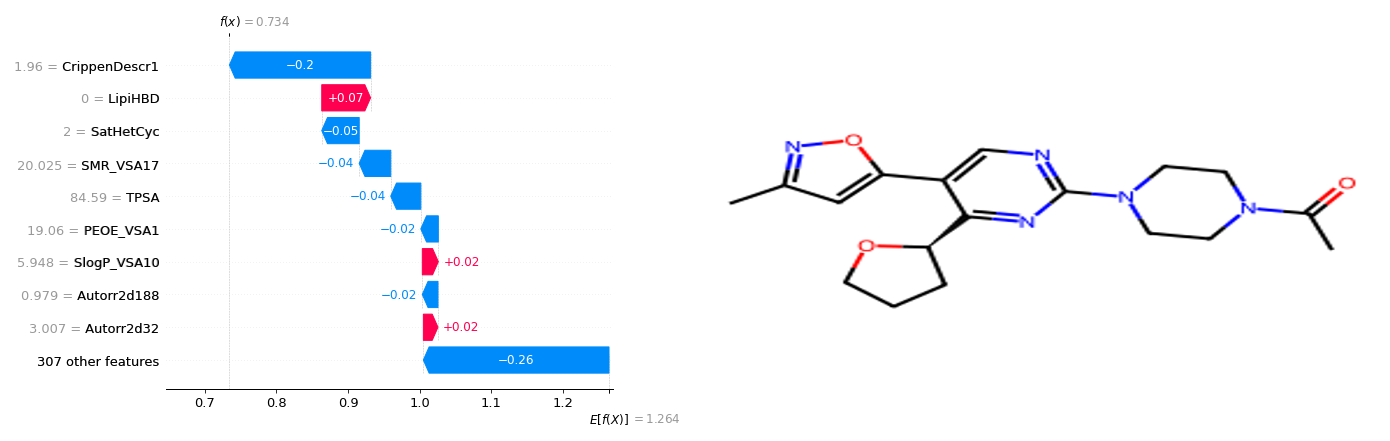 f(x) = 0.734
1.96 = CrippenDescr1
−0.2
0 = LipiHBD
+0.07
2 = SatHetCyc
−0.05
20.025 = SMR_VSA17
−0.04
84.59 = TPSA
−0.04
19.06 = PEOE_VSA1
−0.02
5.948 = SlogP_VSA10
+0.02
0.979 = Autorr2d188
−0.02
3.007 = Autorr2d32
+0.02
307 other features
−0.26
0.7 0.8 0.9 1.0 1.1 1.2
E[f(X)] = 1.264
N O N N N N O O